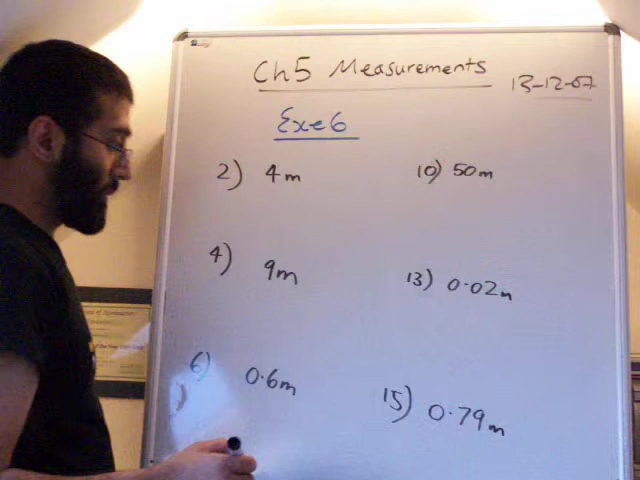 Ch5 Measurements
13-12-07
Exe 6
2) 4m
10) 50m
4) 9m
13) 0.02m
6) 0.6m
15) 0.79m